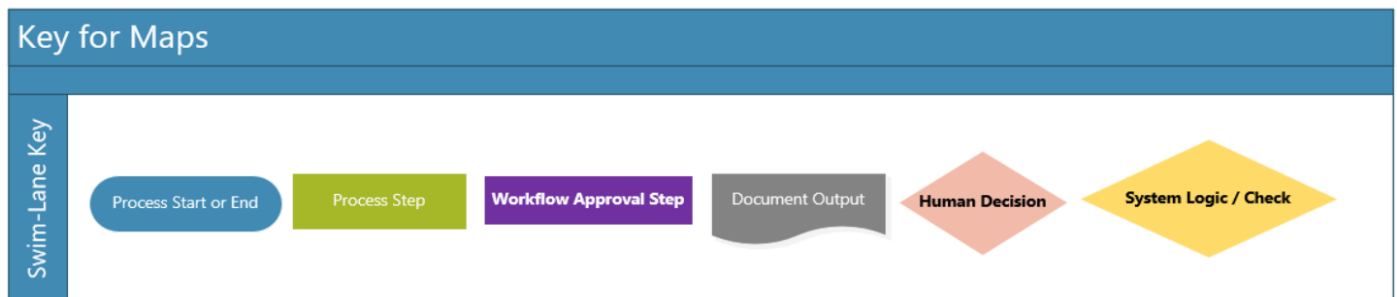 Key for Maps
Swim-Lane Key
Process Start or End
Process Step
Workflow Approval Step
Document Output
Human Decision
System Logic / Check